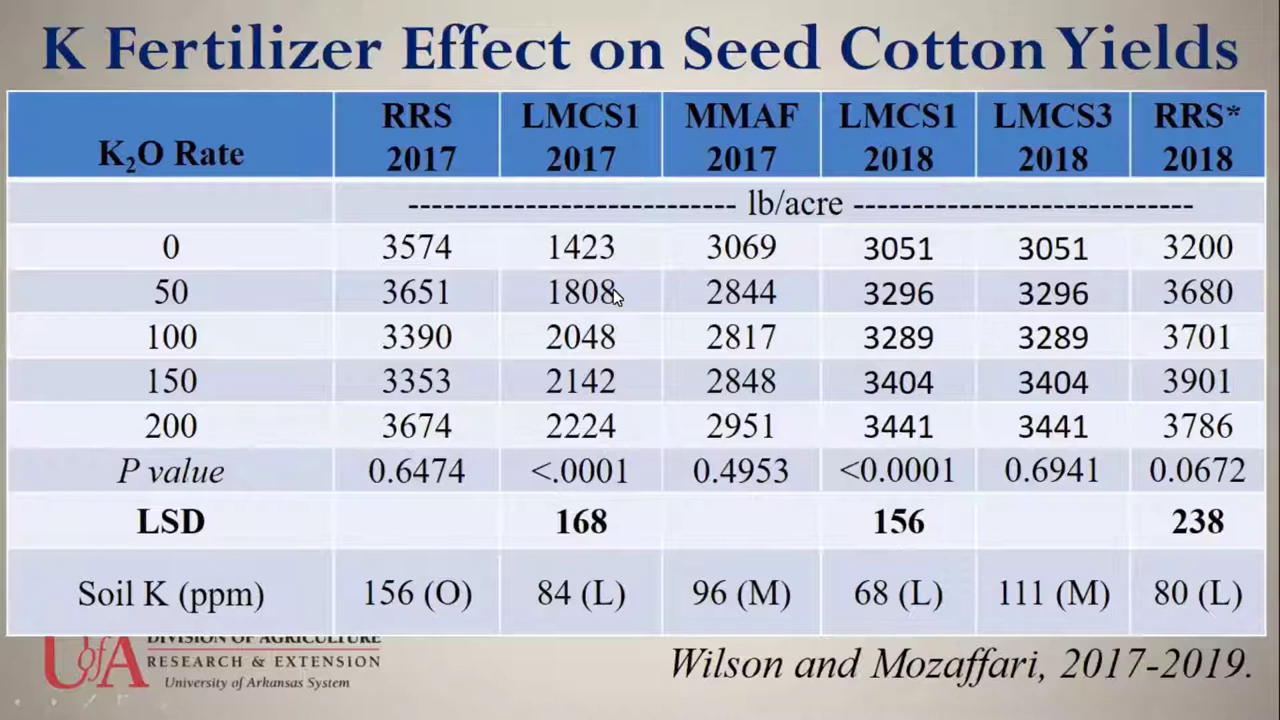 K Fertilizer Effect on Seed Cotton Yields
K₂O Rate RRS 2017 LMCS1 2017 MMAF 2017 LMCS1 2018 LMCS3 2018 RRS* 2018
--------------------------- lb/acre ----------------------------
0 3574 1423 3069 3051 3051 3200
50 3651 1808 2844 3296 3296 3680
100 3390 2048 2817 3289 3289 3701
150 3353 2142 2848 3404 3404 3901
200 3674 2224 2951 3441 3441 3786
P value 0.6474 <.0001 0.4953 <0.0001 0.6941 0.0672
LSD 168 156 238
Soil K (ppm) 156 (O) 84 (L) 96 (M) 68 (L) 111 (M) 80 (L)
UofA DIVISION OF AGRICULTURE
RESEARCH & EXTENSION
University of Arkansas System
Wilson and Mozaffari, 2017-2019.